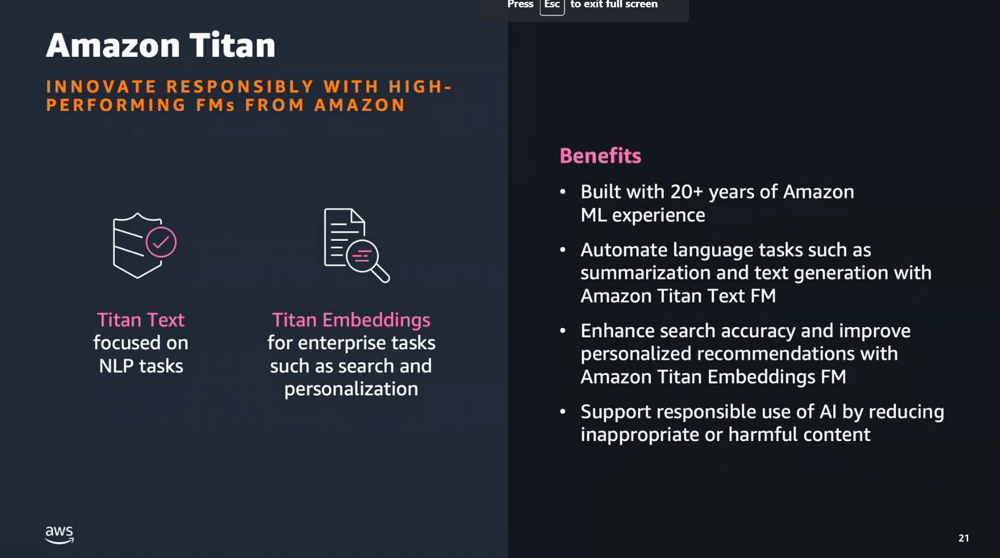 Press Esc to exit full screen
Amazon Titan
INNOVATE RESPONSIBLY WITH HIGH-
PERFORMING FMs FROM AMAZON
Titan Text
focused on
NLP tasks
Titan Embeddings
for enterprise tasks
such as search and
personalization
Benefits
• Built with 20+ years of Amazon
ML experience
• Automate language tasks such as
summarization and text generation with
Amazon Titan Text FM
• Enhance search accuracy and improve
personalized recommendations with
Amazon Titan Embeddings FM
• Support responsible use of AI by reducing
inappropriate or harmful content
aws
21